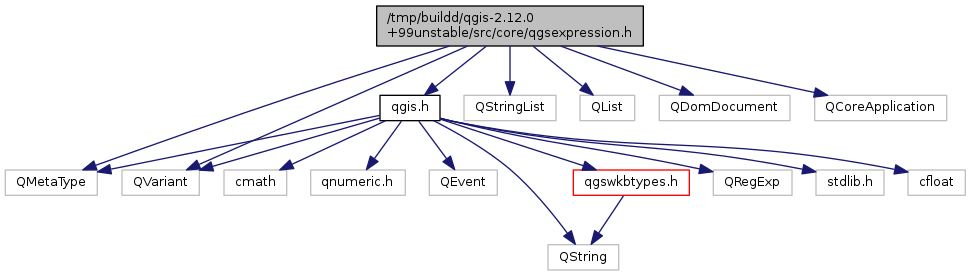 /tmp/buildd/qgis-2.12.0
+99unstable/src/core/qgsexpression.h
qgis.h
QStringList
QList
QDomDocument
QCoreApplication
QMetaType
QVariant
cmath
qnumeric.h
QEvent
qgswkbtypes.h
QRegExp
stdlib.h
cfloat
QString